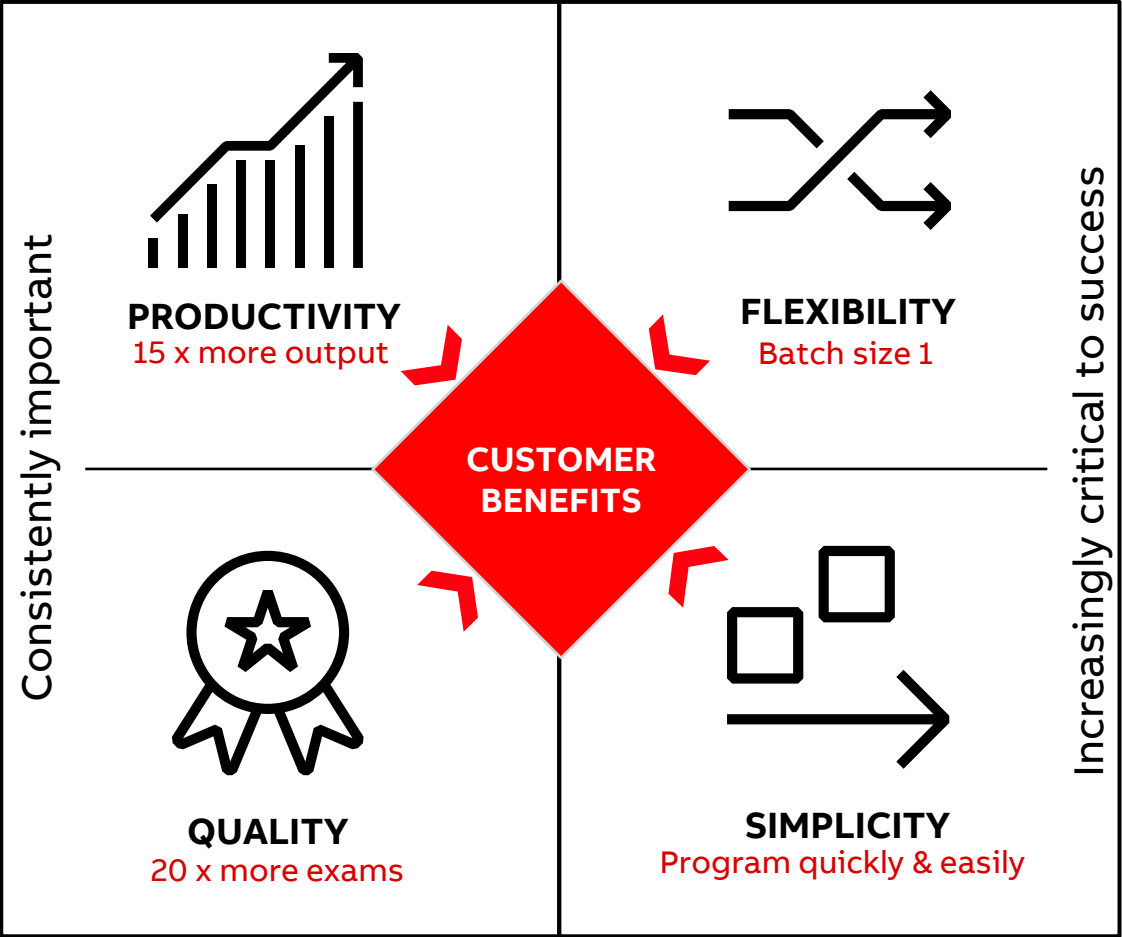 Consistently important
PRODUCTIVITY
15 x more output
FLEXIBILITY
Batch size 1
CUSTOMER
BENEFITS
QUALITY
20 x more exams
SIMPLICITY
Program quickly & easily
Increasingly critical to success